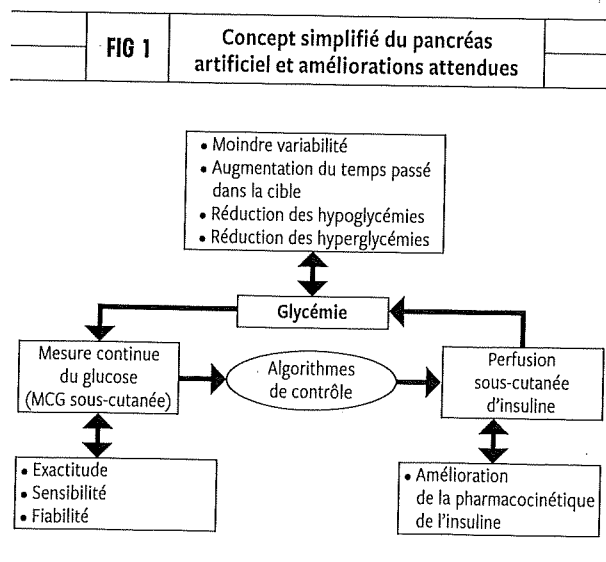 FIG 1
Concept simplifié du pancréas
artificiel et améliorations attendues
• Moindre variabilité
• Augmentation du temps passé
dans la cible
• Réduction des hypoglycémies
• Réduction des hyperglycémies
Glycémie
Mesure continue
du glucose
(MCG sous-cutanée)
Algorithmes
de contrôle
Perfusion
sous-cutanée
d'insuline
• Exactitude
• Sensibilité
• Fiabilité
• Amélioration
de la pharmacocinétique
de l'insuline